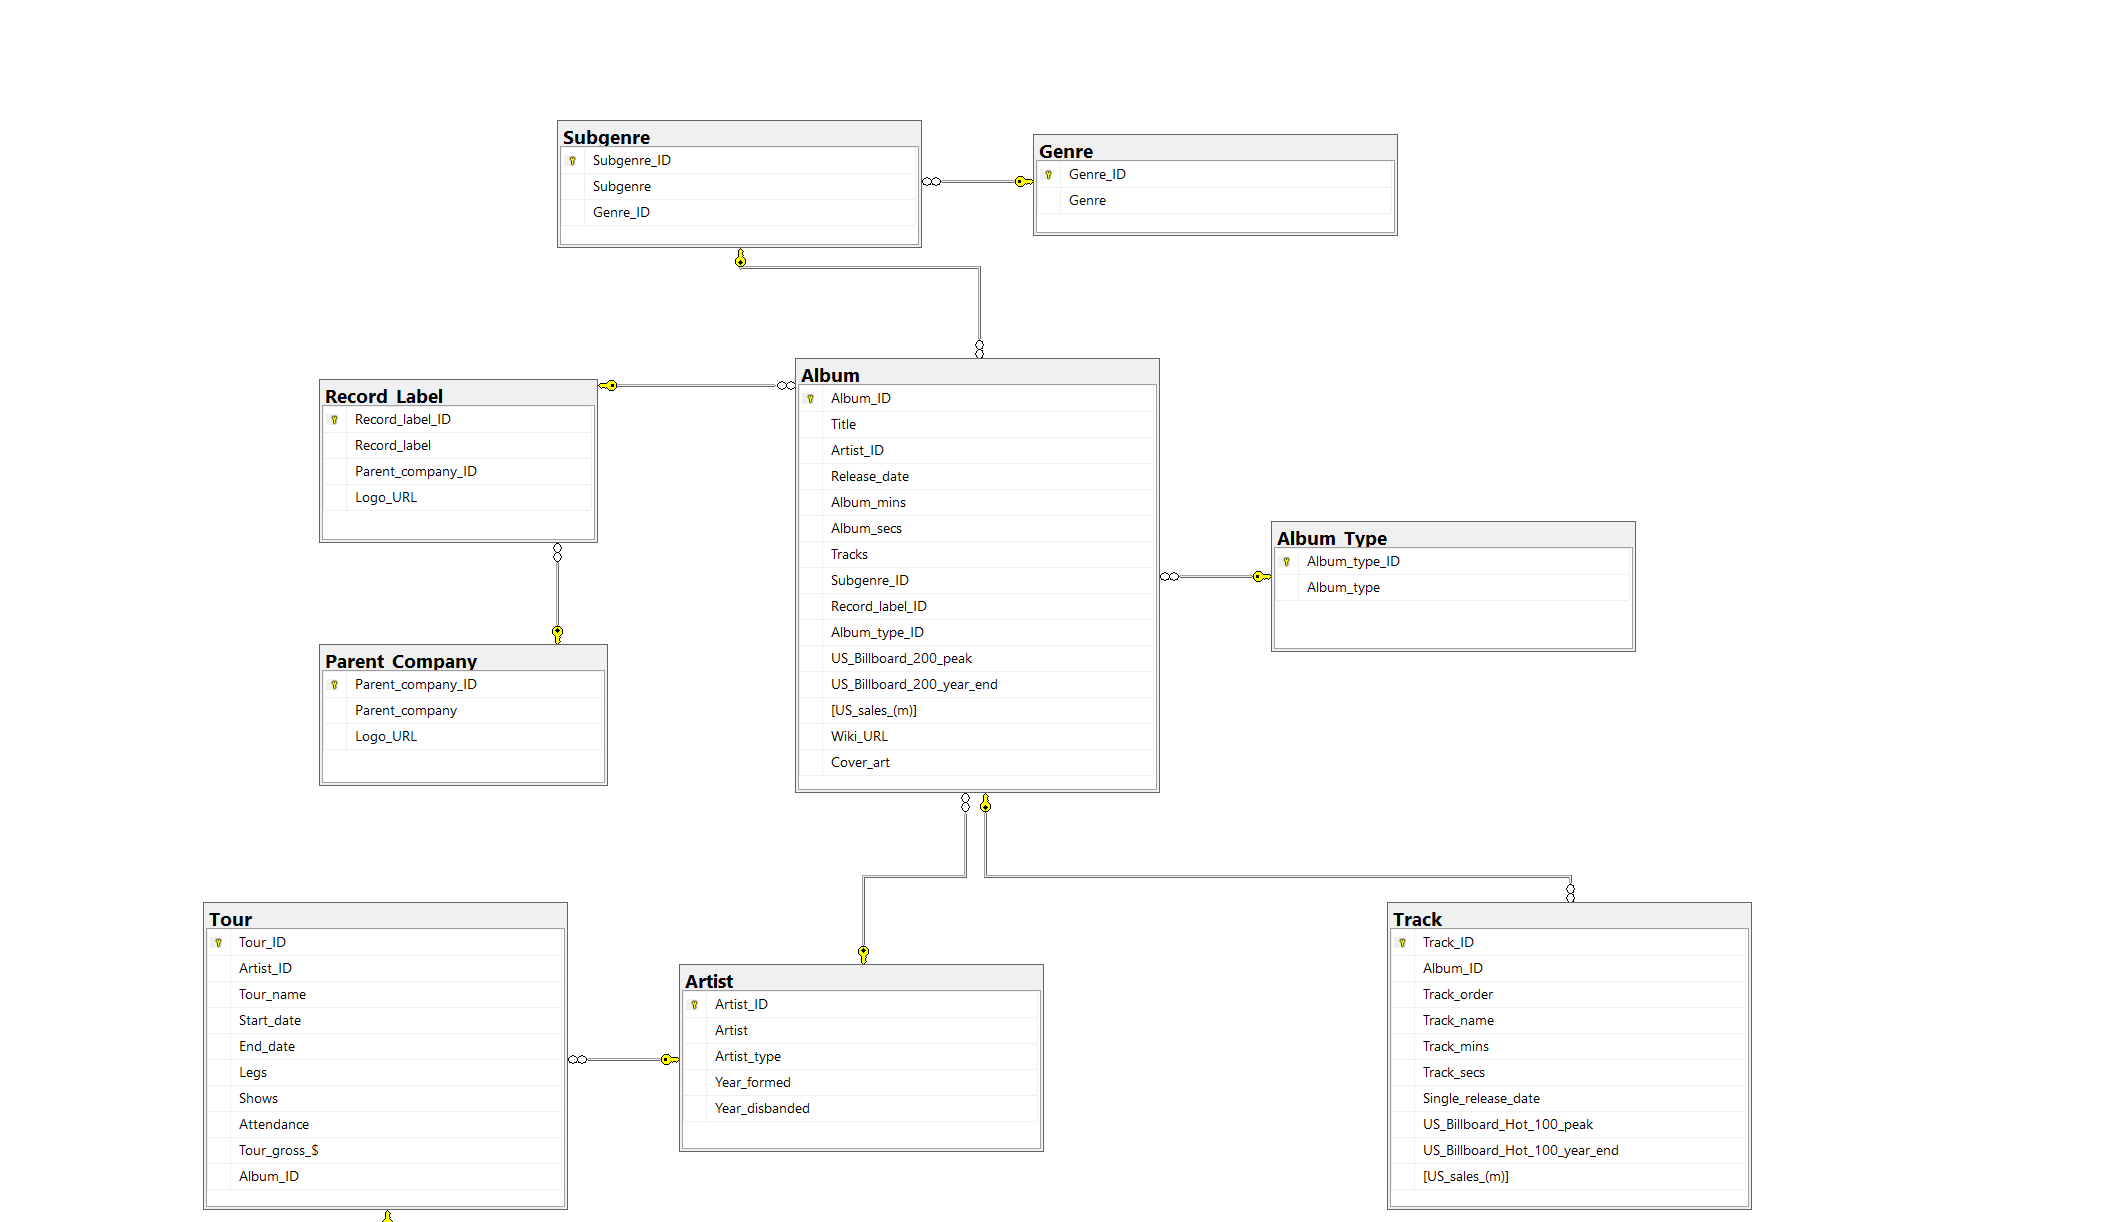 Subgenre
Subgenre_ID
Subgenre
Genre_ID
Genre
Genre_ID
Genre
Record_Label
Record_label_ID
Record_label
Parent_company_ID
Logo_URL
Album
Album_ID
Title
Artist_ID
Release_date
Album_mins
Album_secs
Tracks
Subgenre_ID
Record_label_ID
Album_type_ID
US_Billboard_200_peak
US_Billboard_200_year_end
[US_sales_(m)]
Wiki_URL
Cover_art
Album_Type
Album_type_ID
Album_type
Parent_Company
Parent_company_ID
Parent_company
Logo_URL
Tour
Tour_ID
Artist_ID
Tour_name
Start_date
End_date
Legs
Shows
Attendance
Tour_gross_$
Album_ID
Artist
Artist_ID
Artist
Artist_type
Year_formed
Year_disbanded
Track
Track_ID
Album_ID
Track_order
Track_name
Track_mins
Track_secs
Single_release_date
US_Billboard_Hot_100_peak
US_Billboard_Hot_100_year_end
[US_sales_(m)]